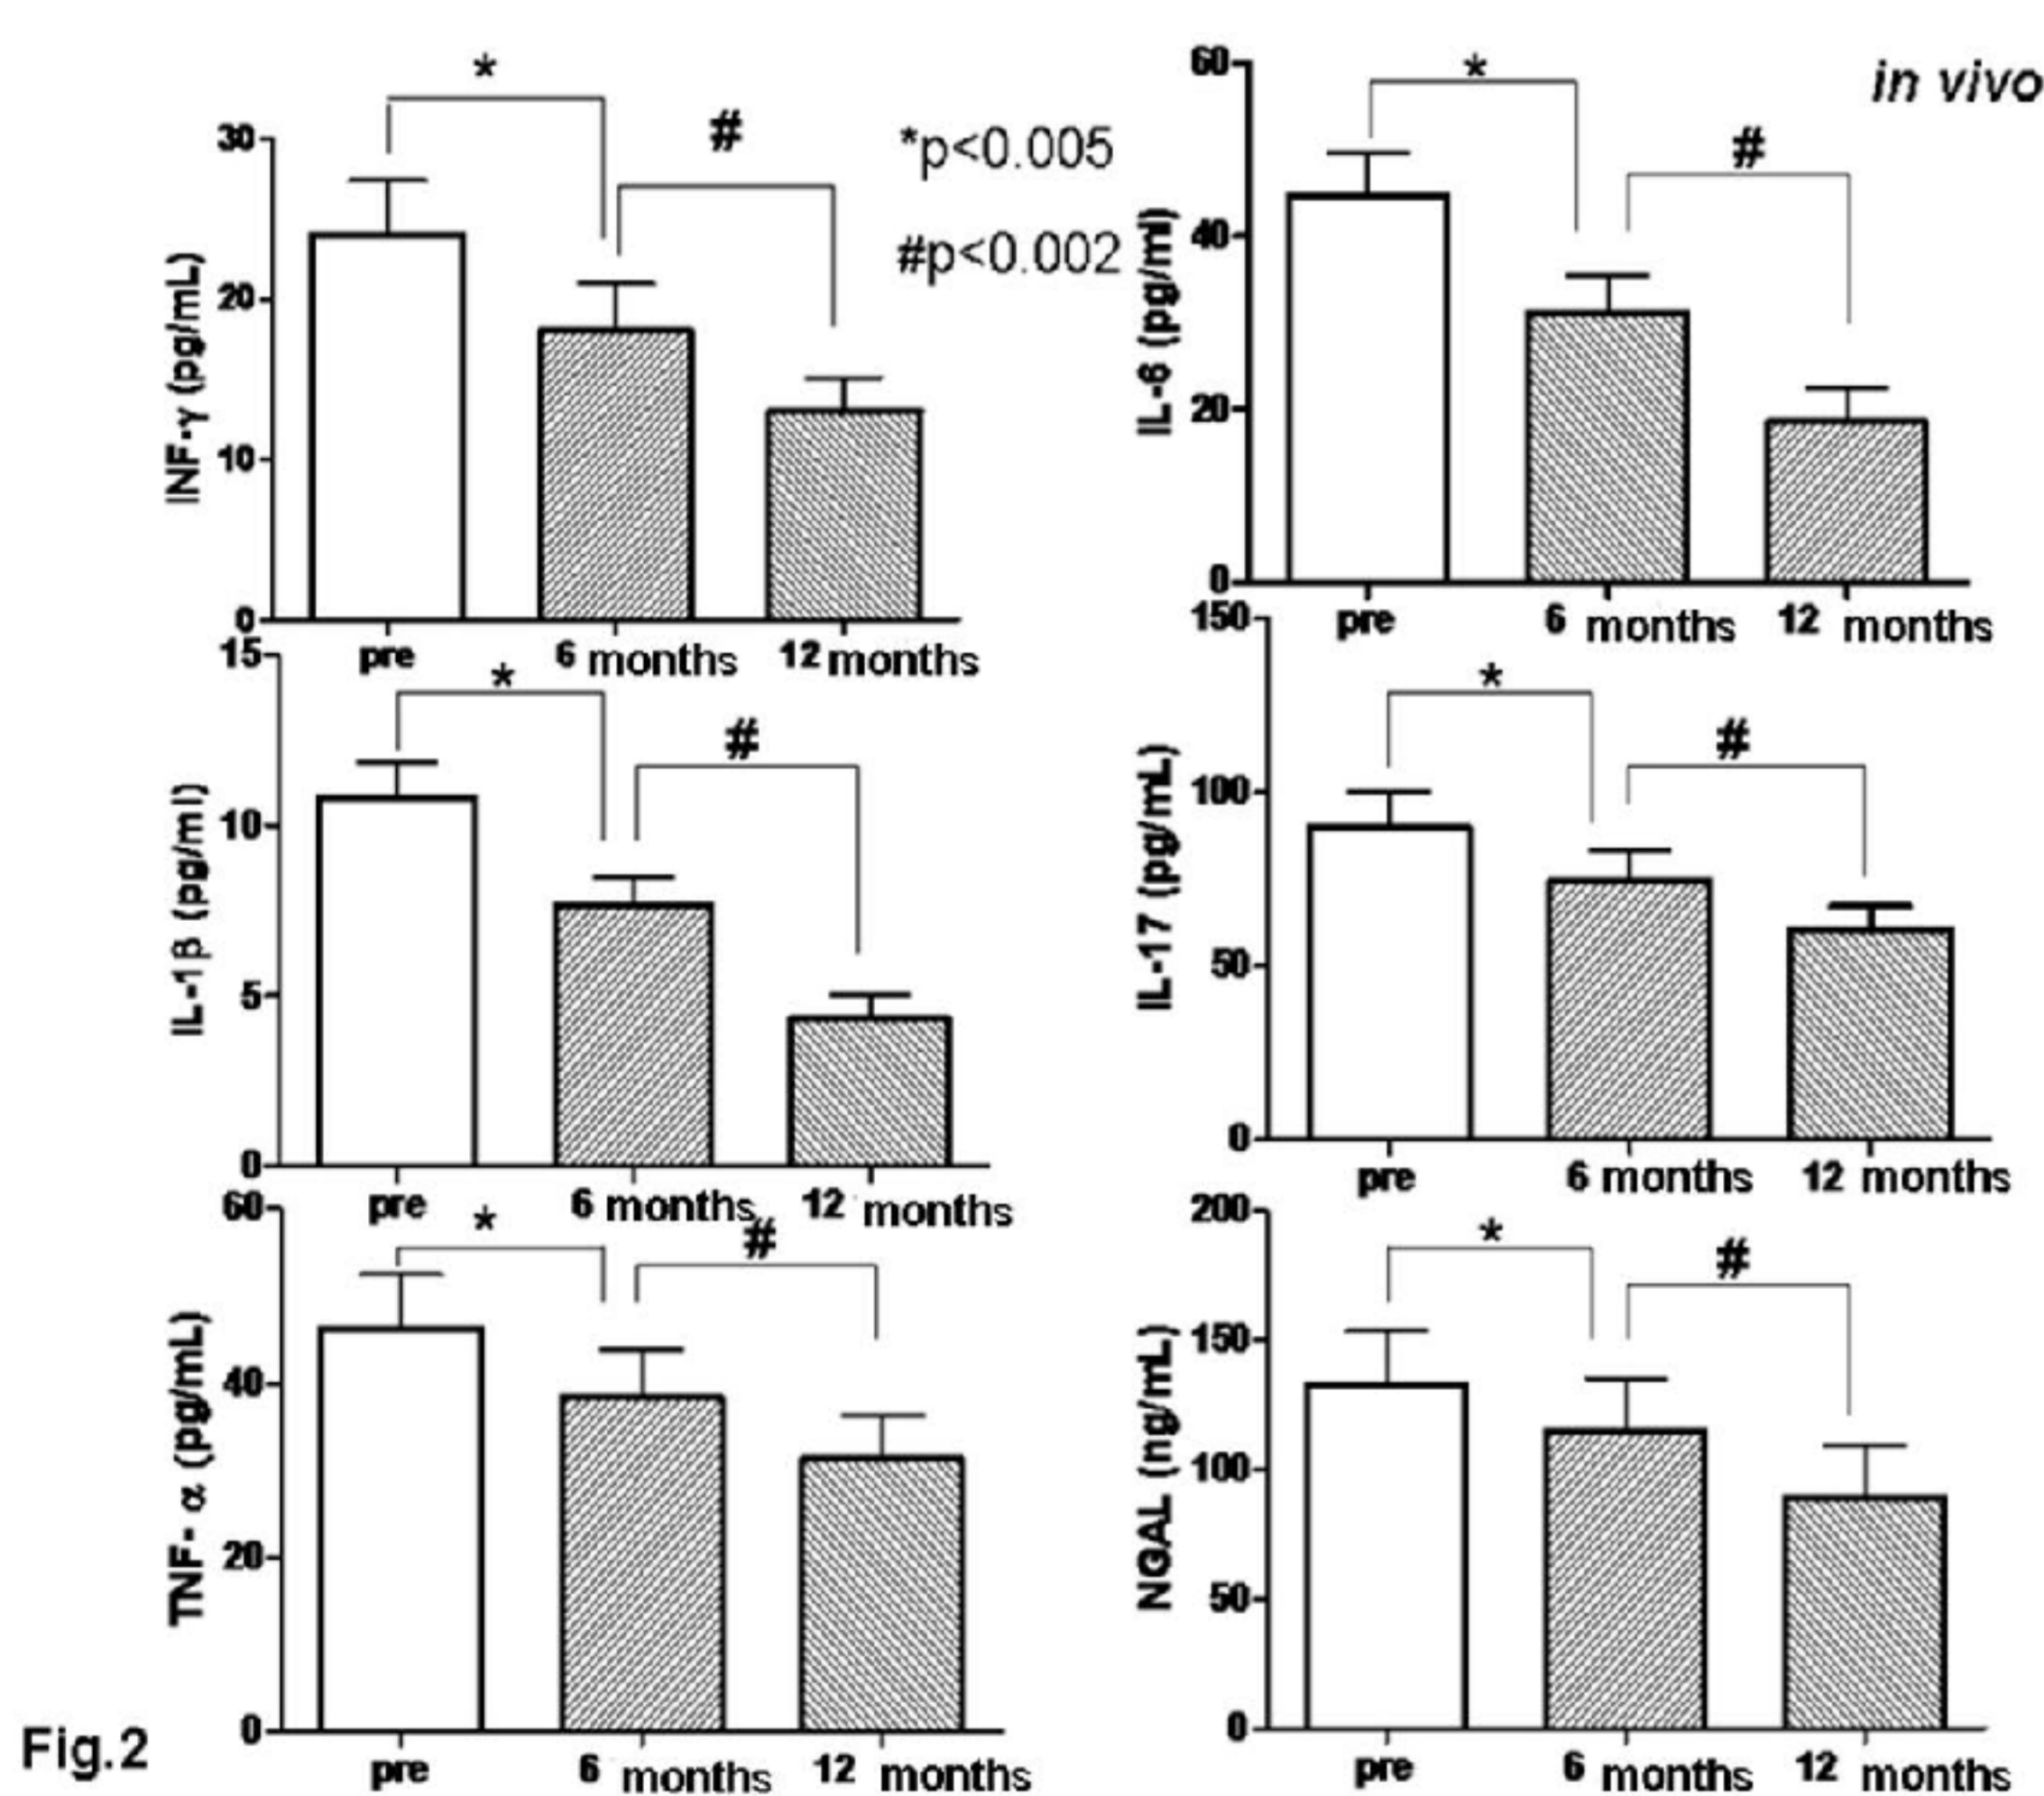 *
#
*p<0.005
#p<0.002
INF-γ (pg/mL)
30
20
10
0
pre
6 months
12 months
in vivo
*
#
IL-6 (pg/ml)
60
40
20
0
pre
6 months
12 months
*
#
IL-1β (pg/ml)
15
10
5
0
pre
6 months
12 months
*
#
IL-17 (pg/mL)
150
100
50
0
pre
6 months
12 months
*
#
TNF- α (pg/mL)
60
40
20
0
pre
6 months
12 months
*
#
NGAL (ng/mL)
200
150
100
50
0
pre
6 months
12 months
Fig.2